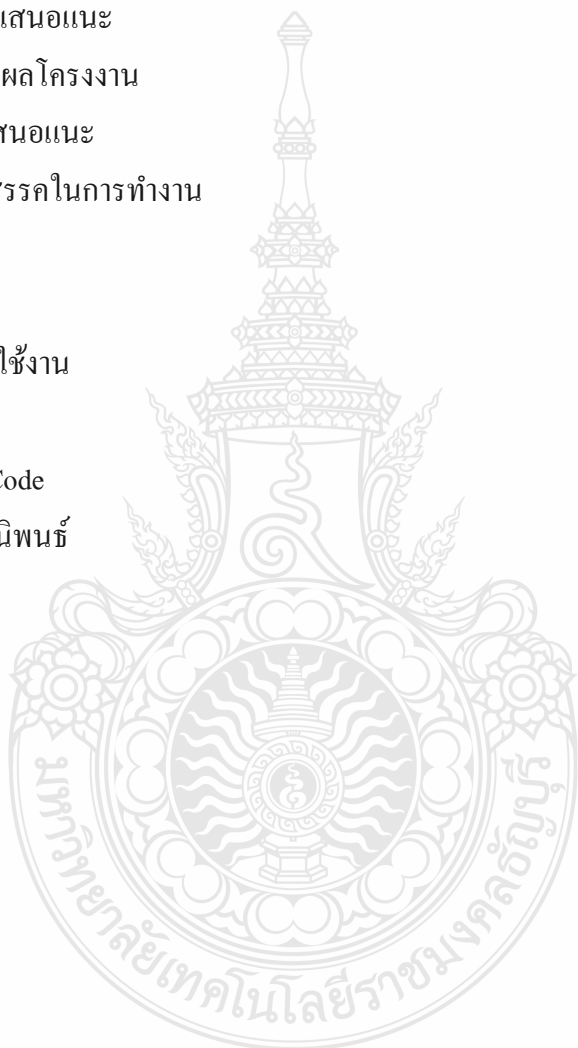 เสนอแนะ
ผลโครงงาน
สนอแนะ
สรรคในการทำงาน
ใช้งาน
Code
นิพนธ์
มหาวิทยาลัยเทคโนโลยีราชมงคลธัญบุรี